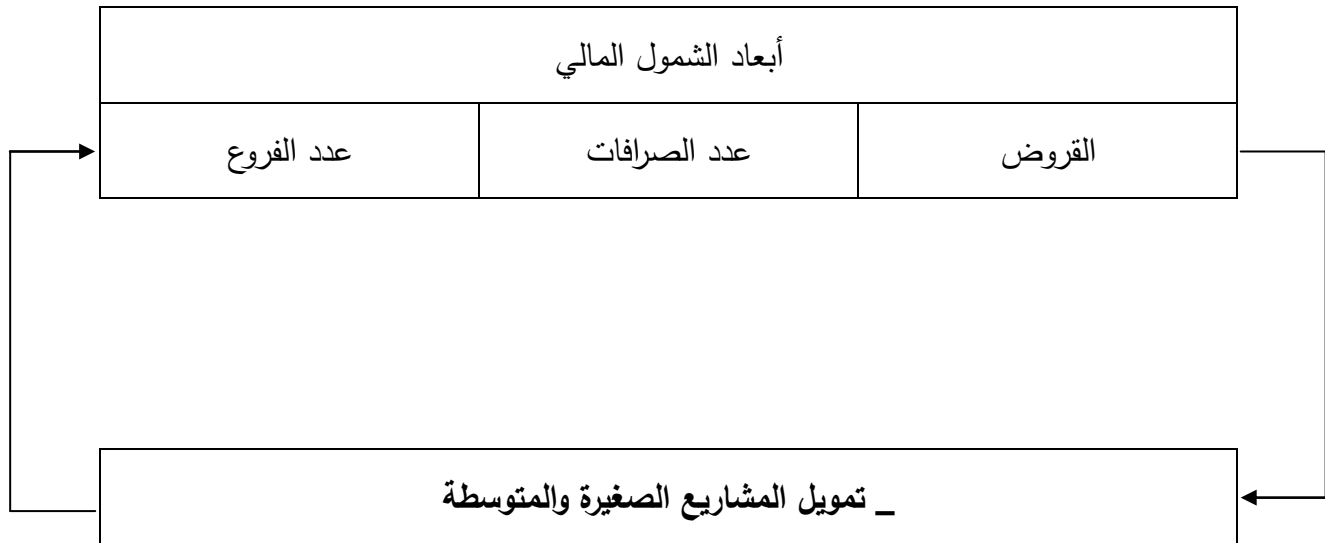 أبعاد الشمول المالي
القروض
عدد الصرافات
عدد الفروع
_ تمويل المشاريع الصغيرة والمتوسطة